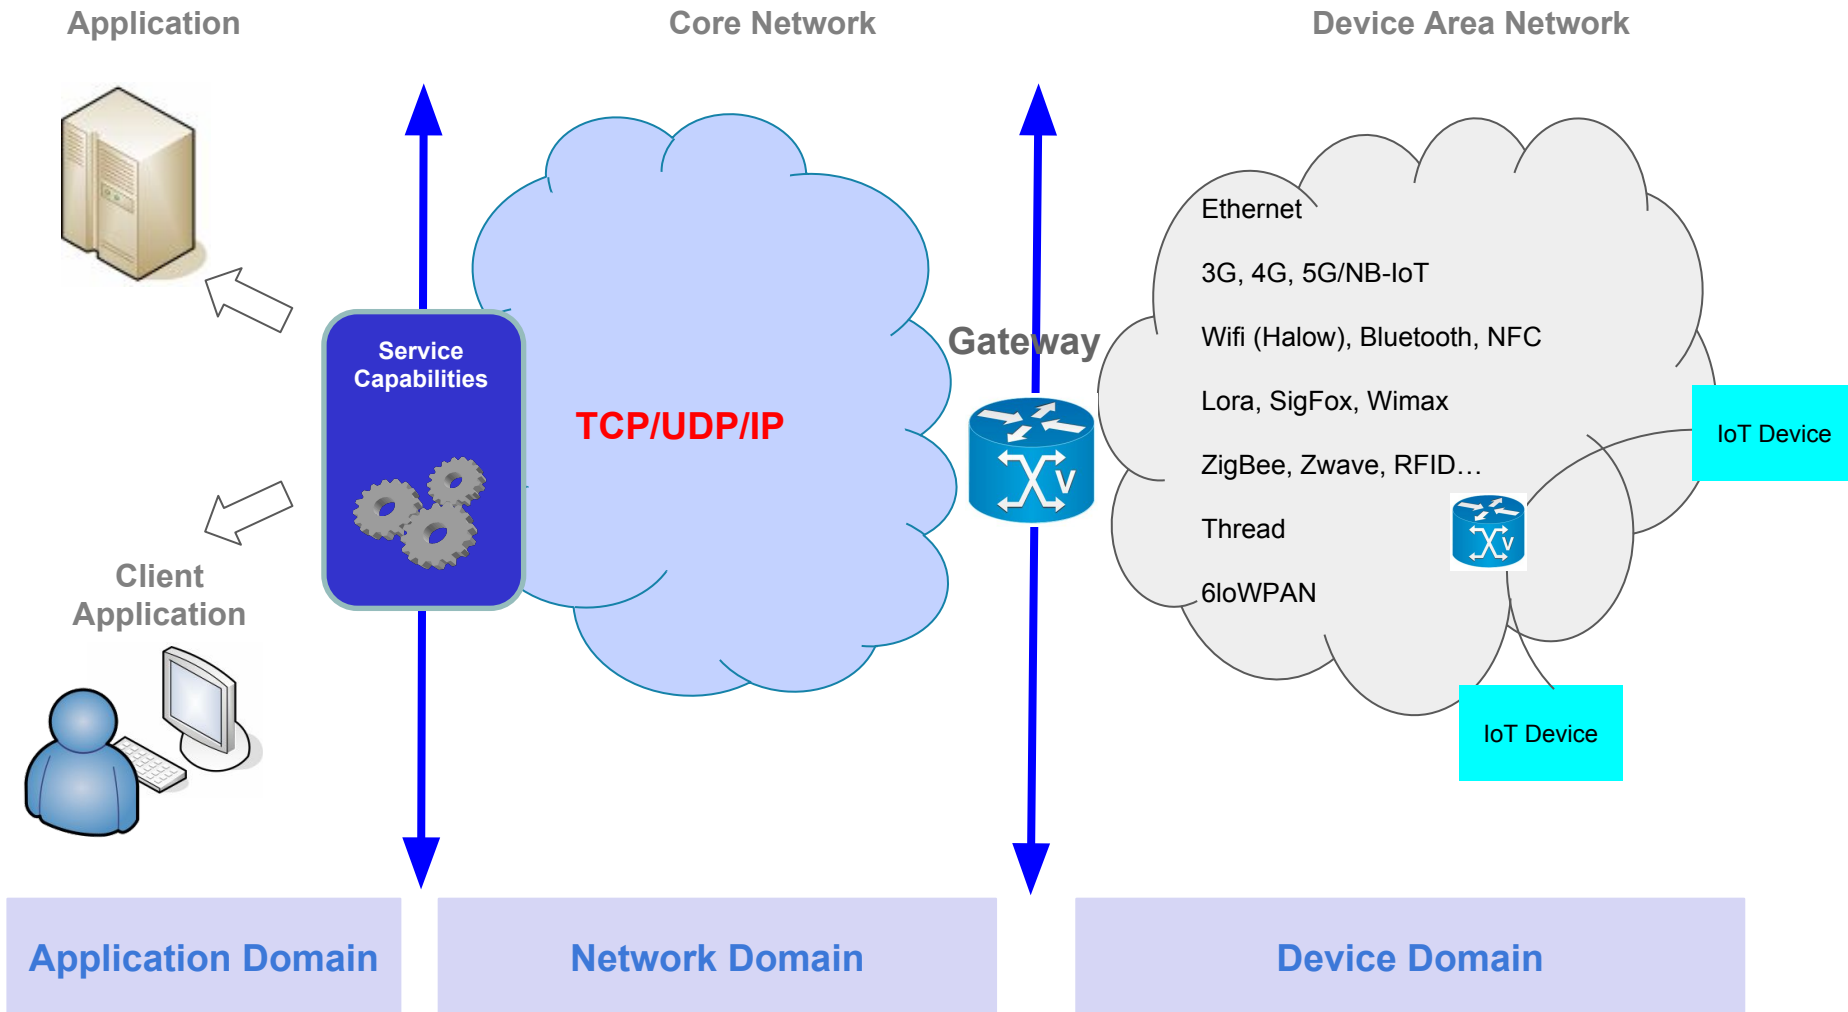 Application
Core Network
Device Area Network
Ethernet
3G, 4G, 5G/NB-IoT
Wifi (Halow), Bluetooth, NFC
Lora, SigFox, Wimax
ZigBee, Zwave, RFID…
Thread
6loWPAN
Gateway
V
V
Service
Capabilities
TCP/UDP/IP
IoT Device
IoT Device
Client
Application
Application Domain
Network Domain
Device Domain